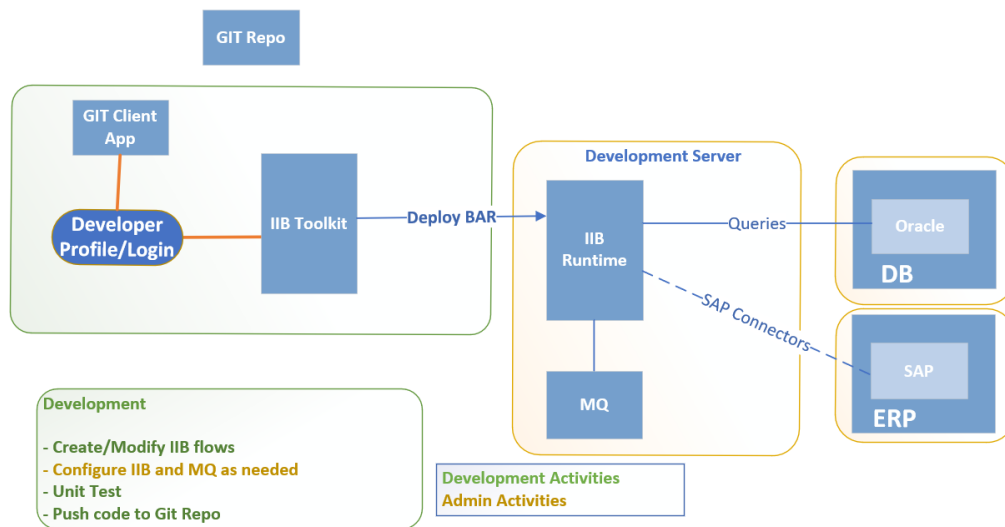 GIT Repo
GIT Client
App
Developer
Profile/Login
IIB Toolkit
Deploy BAR
Development Server
IIB
Runtime
MQ
Queries
SAP Connectors
Oracle
DB
SAP
ERP
Development
- Create/Modify IIB flows
- Configure IIB and MQ as needed
- Unit Test
- Push code to Git Repo
Development Activities
Admin Activities